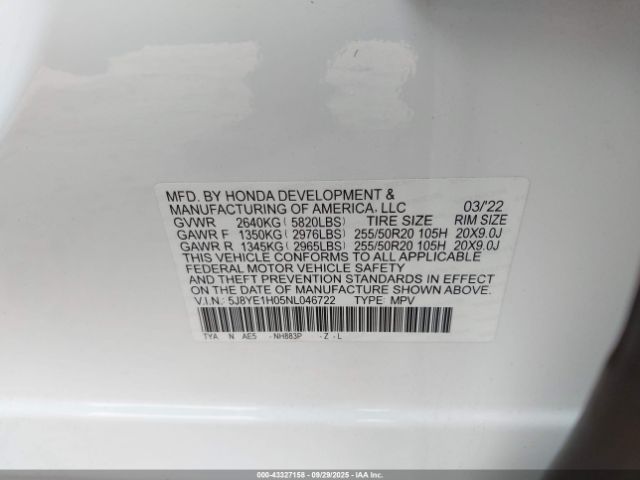 MFD. BY HONDA DEVELOPMENT &
MANUFACTURING OF AMERICA, LLC 03/'22
GVWR 2640KG ( 5820LBS) TIRE SIZE RIM SIZE
GAWR F 1350KG ( 2976LBS) 255/50R20 105H 20X9.0J
GAWR R 1345KG ( 2965LBS) 255/50R20 105H 20X9.0J
THIS VEHICLE CONFORMS TO ALL APPLICABLE
FEDERAL MOTOR VEHICLE SAFETY
AND THEFT PREVENTION STANDARDS IN EFFECT ON
THE DATE OF MANUFACTURE SHOWN ABOVE.
V.I.N.: 5J8YE1H05NL046722 TYPE: MPV
TYA N AE5 -NH883P -Z - L
000-43327158 - 09/29/2025 - IAAI.com